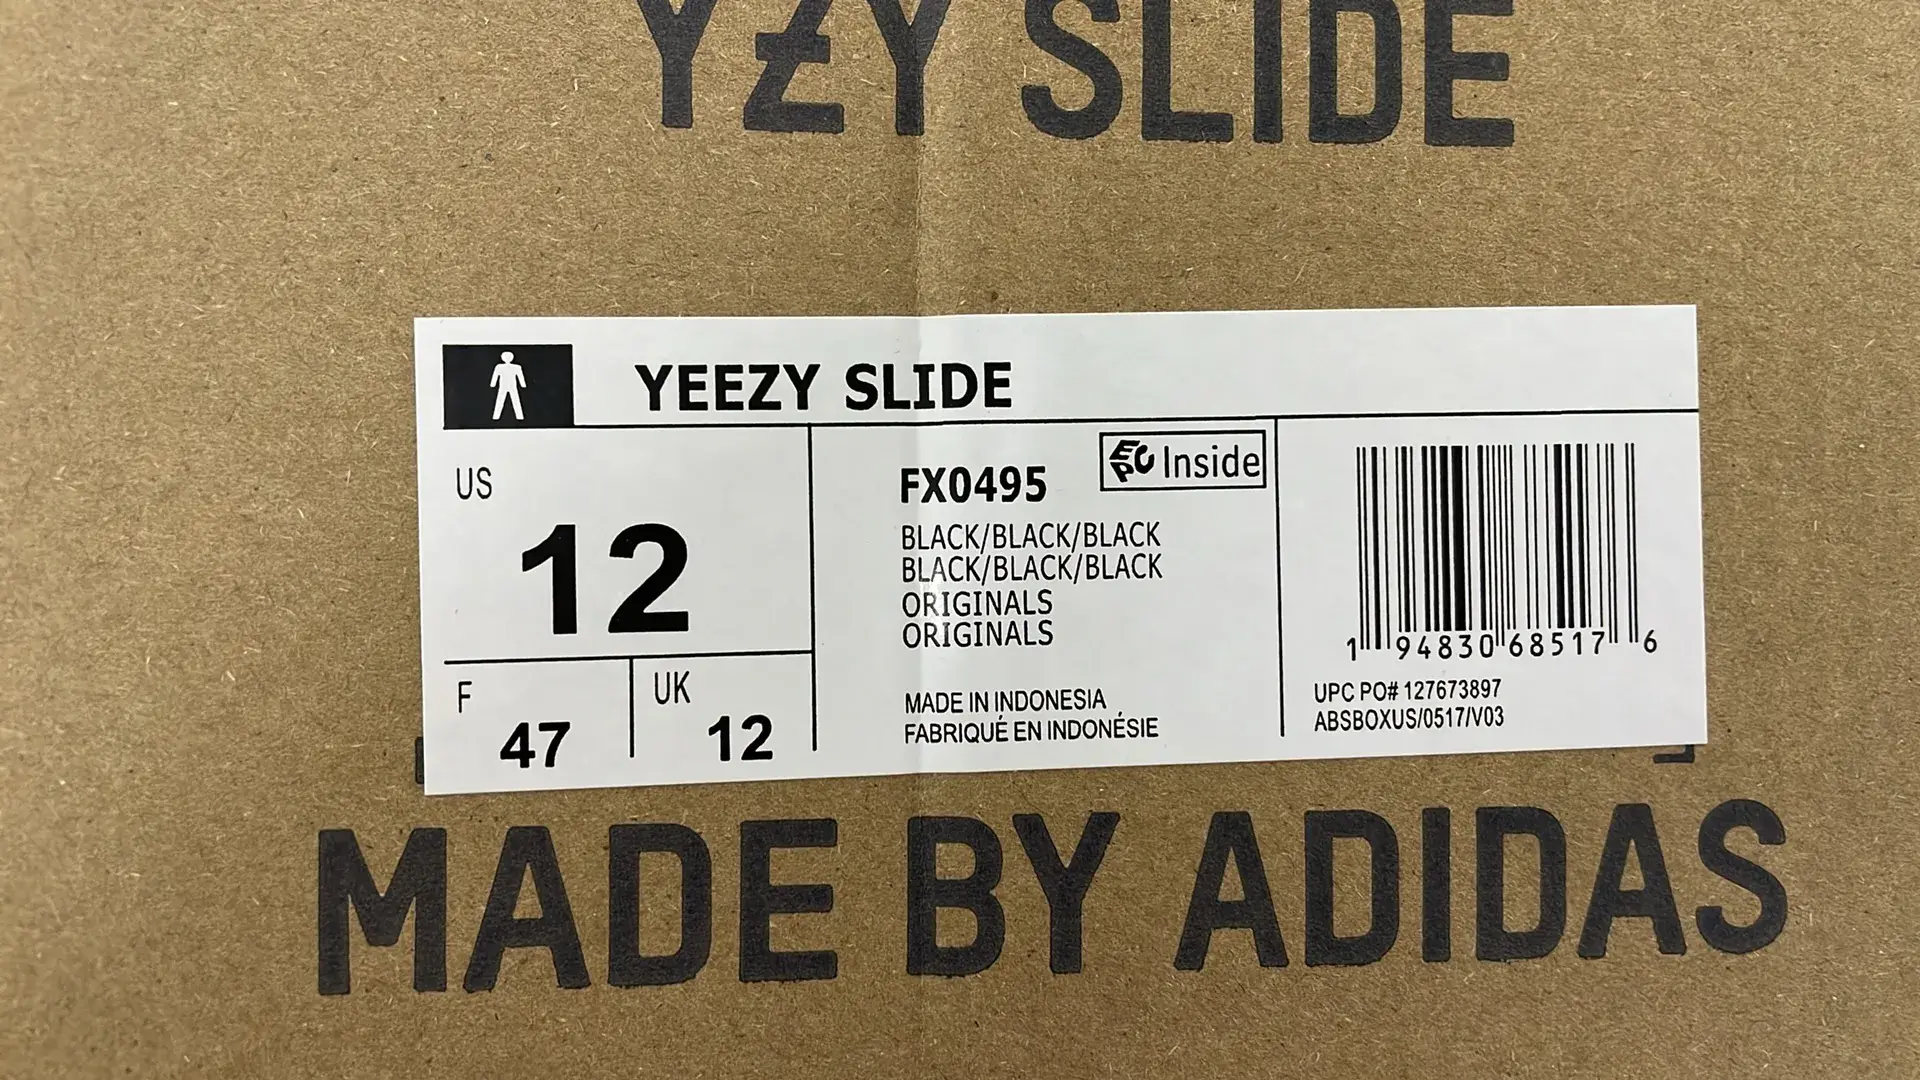 YZY SLIDE
YEEZY SLIDE
US
12
F
47
UK
12
FX0495
EPC Inside
BLACK/BLACK/BLACK
BLACK/BLACK/BLACK
ORIGINALS
ORIGINALS
MADE IN INDONESIA
FABRIQUÉ EN INDONÉSIE
1 94830 68517 6
UPC PO# 127673897
ABSBOXUS/0517/V03
MADE BY ADIDAS